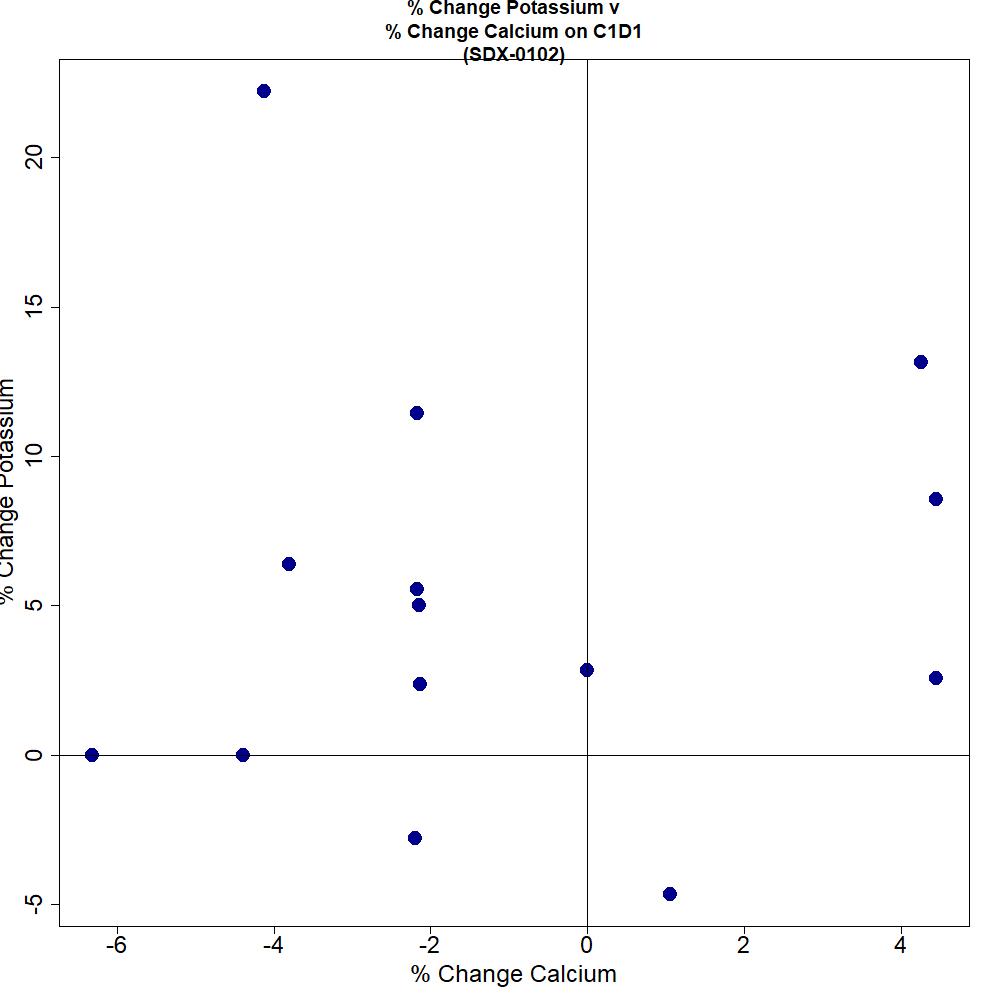 % Change Potassium v
% Change Calcium on C1D1
(SDX-0102)
20
15
10
5
0
-5
% Change Potassium
-6
-4
-2
0
2
4
% Change Calcium